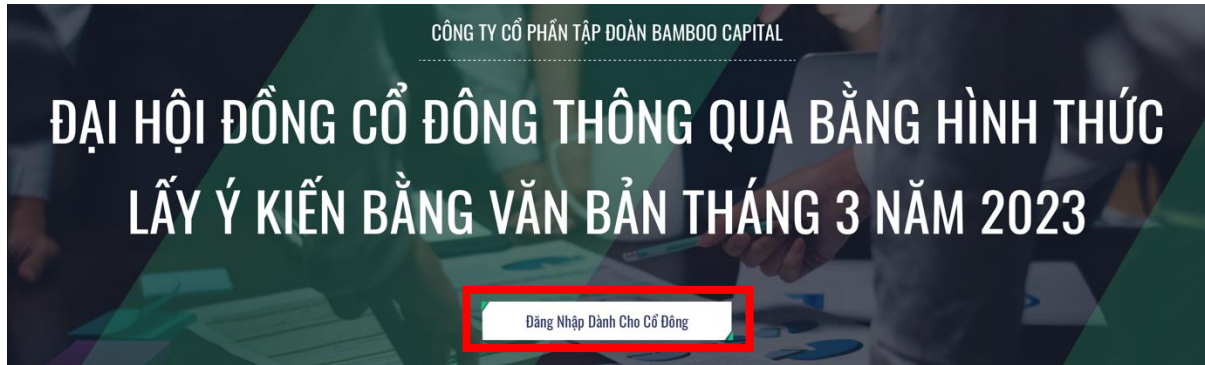 CÔNG TY CỔ PHẦN TẬP ĐOÀN BAMBOO CAPITAL
ĐẠI HỘI ĐỒNG CỔ ĐÔNG THÔNG QUA BẰNG HÌNH THỨC
LẤY Ý KIẾN BẰNG VĂN BẢN THÁNG 3 NĂM 2023
Đăng Nhập Dành Cho Cổ Đông